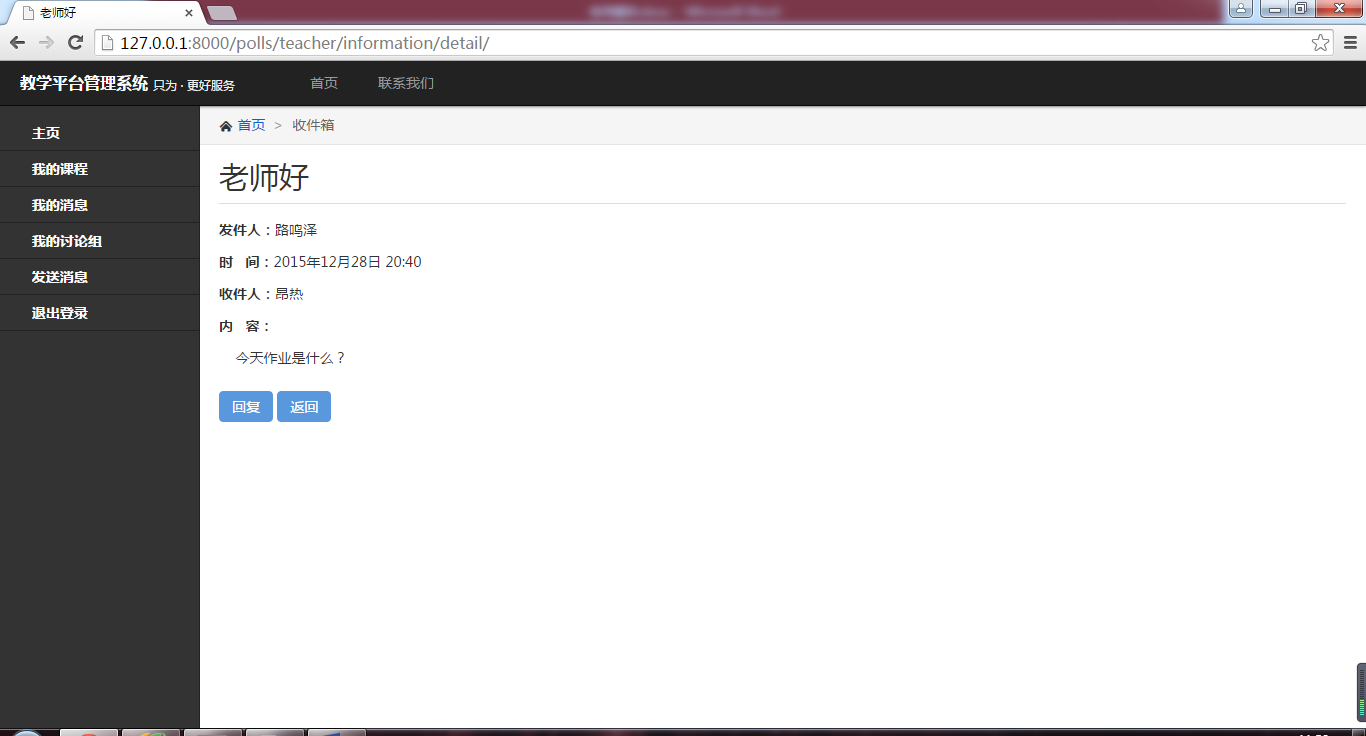 老师好
127.0.0.1:8000/polls/teacher/information/detail/
教学平台管理系统 只为 · 更好服务 首页 联系我们
主页
我的课程
我的消息
我的讨论组
发送消息
退出登录
首页 > 收件箱
老师好
发件人：路鸣泽
时 间：2015年12月28日 20:40
收件人：昂热
内 容：
今天作业是什么？
回复 返回